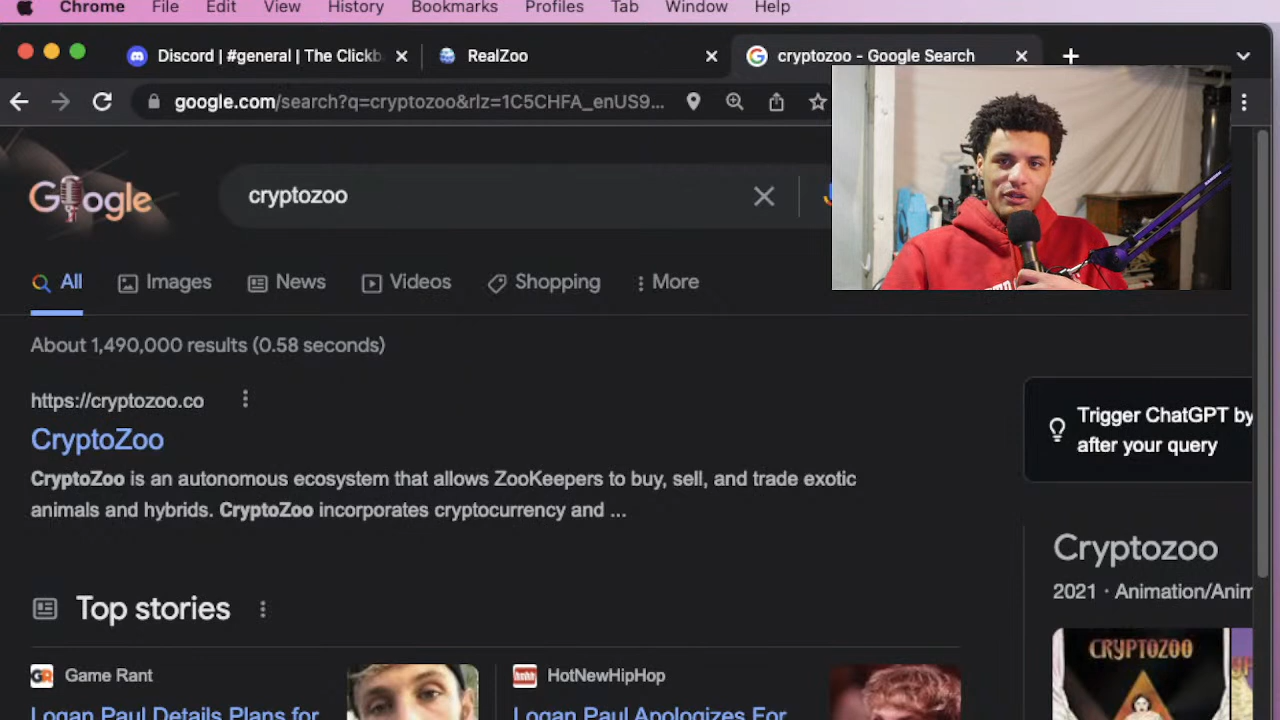 Chrome File Edit View History Bookmarks Profiles Tab Window Help
Discord | #general | The Clickb
RealZoo
cryptozoo - Google Search
google.com/search?q=cryptozoo&rlz=1C5CHFA_enUS9...
Google
cryptozoo
All Images News Videos Shopping More
About 1,490,000 results (0.58 seconds)
https://cryptozoo.co
CryptoZoo
CryptoZoo is an autonomous ecosystem that allows ZooKeepers to buy, sell, and trade exotic
animals and hybrids. CryptoZoo incorporates cryptocurrency and ...
Trigger ChatGPT by
after your query
Cryptozoo
2021 · Animation/Anim
CRYPTOZOO
Top stories
GR Game Rant
Logan Paul Details Plans for
hnhh HotNewHipHop
Logan Paul Apologizes For